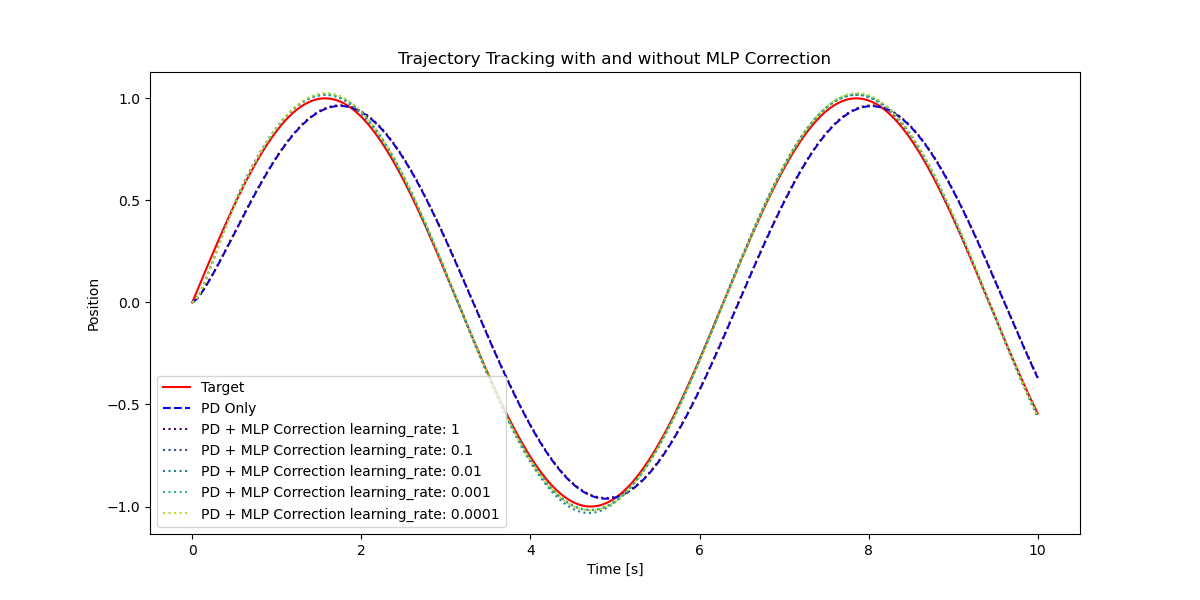 Trajectory Tracking with and without MLP Correction
Position
1.0
0.5
0.0
−0.5
−1.0
Target
PD Only
PD + MLP Correction learning_rate: 1
PD + MLP Correction learning_rate: 0.1
PD + MLP Correction learning_rate: 0.01
PD + MLP Correction learning_rate: 0.001
PD + MLP Correction learning_rate: 0.0001
0 2 4 6 8 10
Time [s]